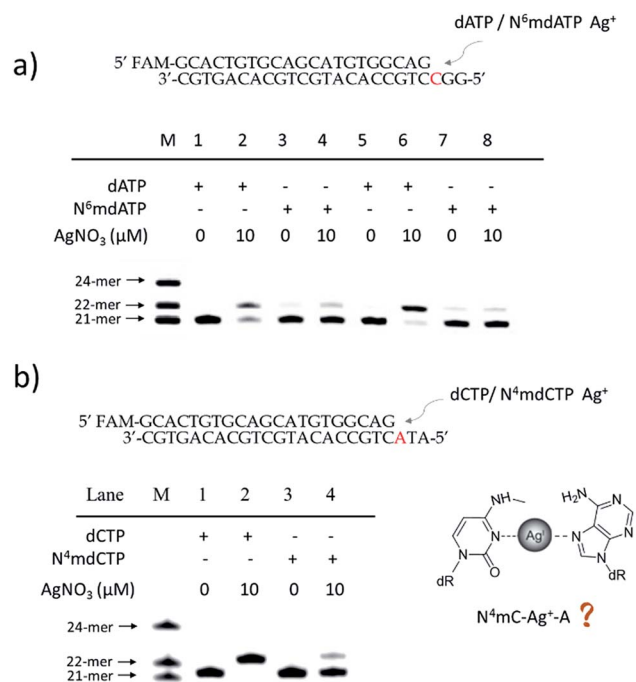 a)
dATP / N⁶mdATP Ag⁺
5′ FAM-GCACTGTGCAGCATGTGGCAG
3′-CGTGACACGTCGTACACCGTCCGG-5′
M 1 2 3 4 5 6 7 8
dATP + + - - + + - -
N⁶mdATP - - + + - - + +
AgNO₃ (μM) 0 10 0 10 0 10 0 10
24-mer →
22-mer →
21-mer →
b)
dCTP/ N⁴mdCTP Ag⁺
5′ FAM-GCACTGTGCAGCATGTGGCAG
3′-CGTGACACGTCGTACACCGTCATA-5′
Lane M 1 2 3 4
dCTP + + - -
N⁴mdCTP - - + +
AgNO₃ (μM) 0 10 0 10
24-mer →
22-mer →
21-mer →
NH
N
N
O
dR
Agᴵ
H₂N
N
N
N
N
dR
N⁴mC-Ag⁺-A ?